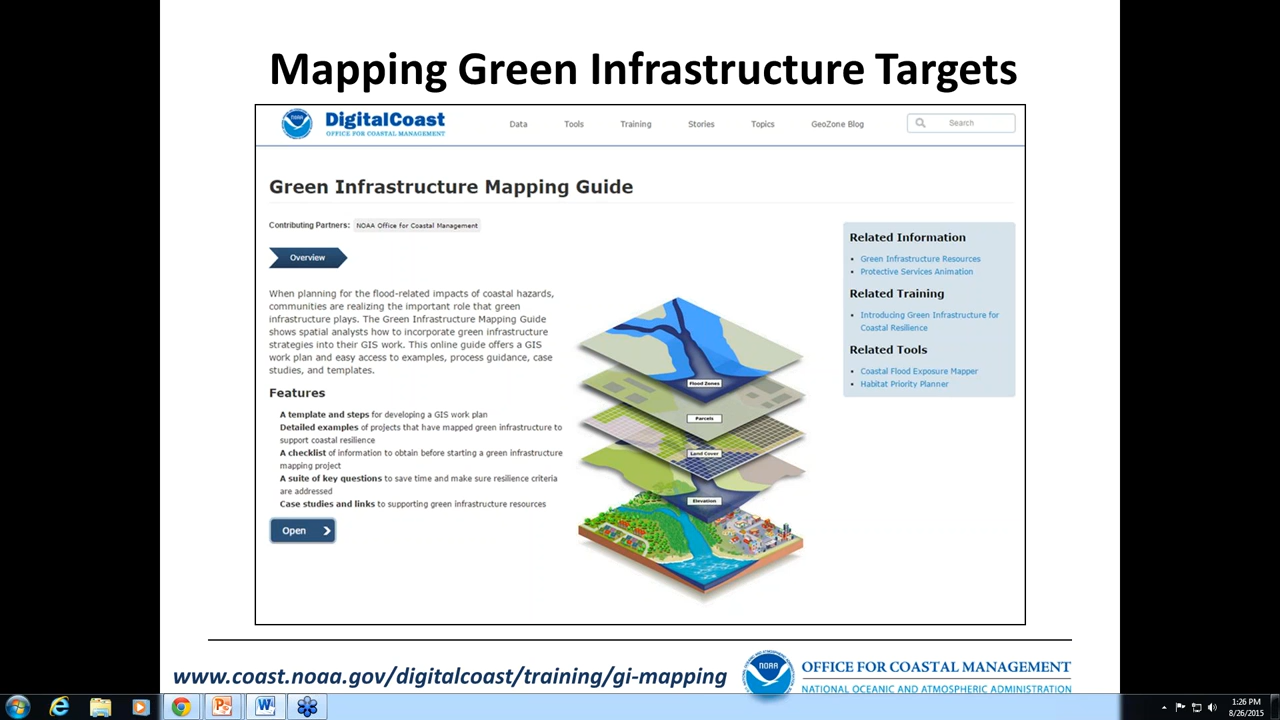 Mapping Green Infrastructure Targets
NOAA
DigitalCoast
OFFICE FOR COASTAL MANAGEMENT
Data Tools Training Stories Topics GeoZone Blog Search
Green Infrastructure Mapping Guide
Contributing Partners: NOAA Office for Coastal Management
Overview
When planning for the flood-related impacts of coastal hazards,
communities are realizing the important role that green
infrastructure plays. The Green Infrastructure Mapping Guide
shows spatial analysts how to incorporate green infrastructure
strategies into their GIS work. This online guide offers a GIS
work plan and easy access to examples, process guidance, case
studies, and templates.
Features
A template and steps for developing a GIS work plan
Detailed examples of projects that have mapped green infrastructure to
support coastal resilience
A checklist of information to obtain before starting a green infrastructure
mapping project
A suite of key questions to save time and make sure resilience criteria
are addressed
Case studies and links to supporting green infrastructure resources
Open
Flood Zones
Parcels
Land Cover
Elevation
Related Information
Green Infrastructure Resources
Protective Services Animation
Related Training
Introducing Green Infrastructure for
Coastal Resilience
Related Tools
Coastal Flood Exposure Mapper
Habitat Priority Planner
www.coast.noaa.gov/digitalcoast/training/gi-mapping
NOAA
OFFICE FOR COASTAL MANAGEMENT
NATIONAL OCEANIC AND ATMOSPHERIC ADMINISTRATION
1:26 PM
8/26/2015